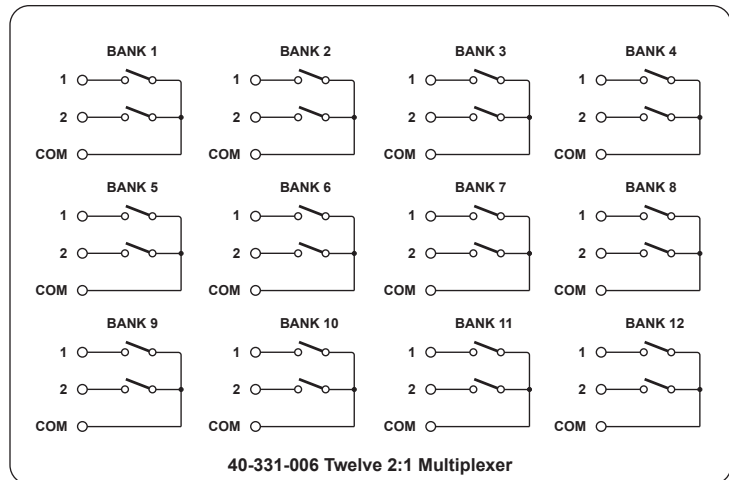 BANK 1 BANK 2 BANK 3 BANK 4
1 1 1 1
2 2 2 2
COM COM COM COM
BANK 5 BANK 6 BANK 7 BANK 8
1 1 1 1
2 2 2 2
COM COM COM COM
BANK 9 BANK 10 BANK 11 BANK 12
1 1 1 1
2 2 2 2
COM COM COM COM
40-331-006 Twelve 2:1 Multiplexer